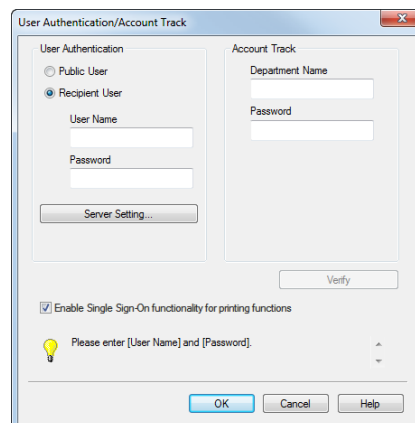 User Authentication/Account Track
User Authentication
Public User
Recipient User
User Name
Password
Server Setting...
Account Track
Department Name
Password
Verify
Enable Single Sign-On functionality for printing functions
Please enter [User Name] and [Password].
OK
Cancel
Help